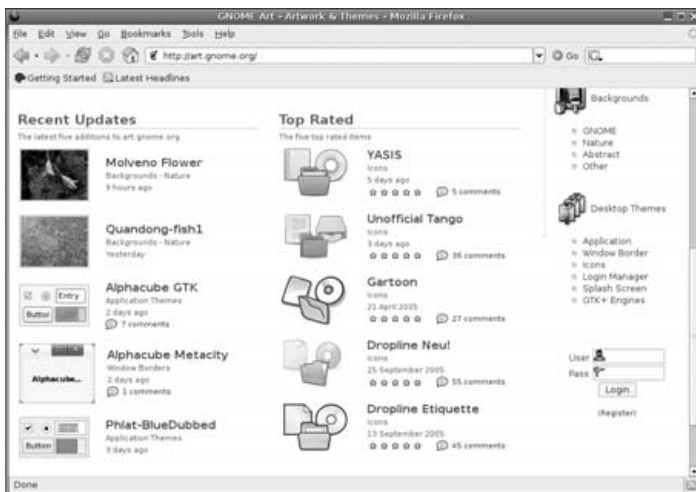 GNOME Art - Artwork & Themes - Mozilla Firefox
File Edit View Go Bookmarks Tools Help
http://art.gnome.org/
Go
Getting Started Latest Headlines
Recent Updates
The latest five additions to art.gnome.org
Molveno Flower
Backgrounds - Nature
9 hours ago
Quandong-fish1
Backgrounds - Nature
Yesterday
Entry
Button
Alphacube GTK
Application Themes
2 days ago
7 comments
Alphacube...
Alphacube Metacity
Window Borders
2 days ago
1 comments
Button
Phlat-BlueDubbed
Application Themes
3 days ago
Top Rated
The five top rated items
YASIS
Icons
5 days ago
5 comments
Unofficial Tango
Icons
3 days ago
36 comments
Gartoon
Icons
21 April 2005
27 comments
Dropline Neu!
Icons
25 September 2005
55 comments
Dropline Etiquette
Icons
13 September 2005
45 comments
Backgrounds
GNOME
Nature
Abstract
Other
Desktop Themes
Application
Window Border
Icons
Login Manager
Splash Screen
GTK+ Engines
User
Pass
Login
(Register)
Done